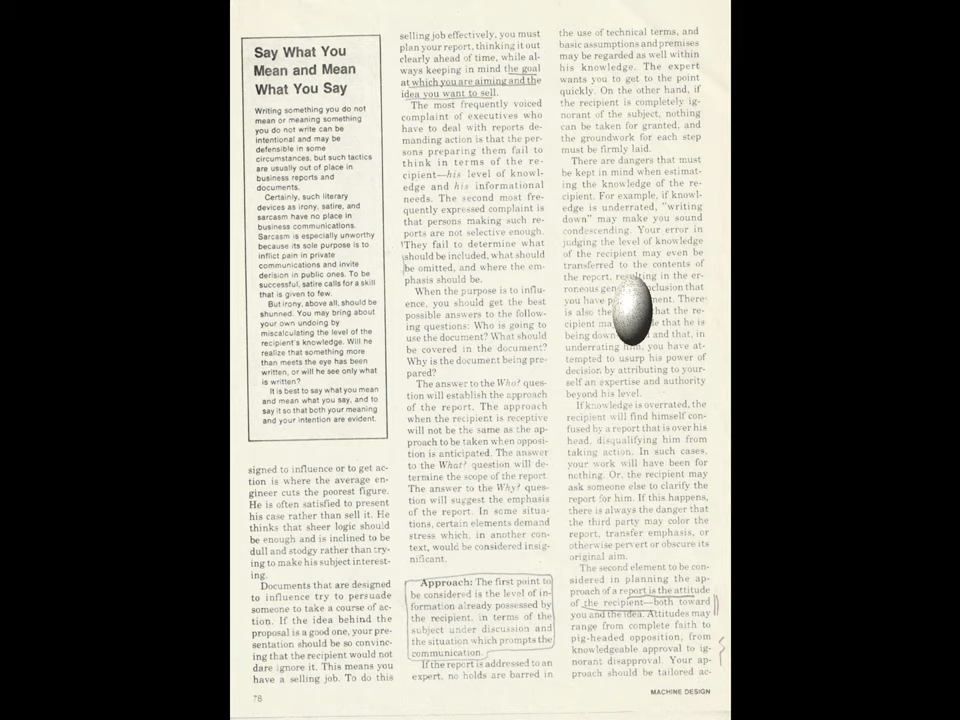 Say What You
Mean and Mean
What You Say
Writing something you do not
mean or meaning something
you do not write can be
intentional and may be
defensible in some
circumstances, but such tactics
are usually out of place in
business reports and
documents.
Certainly, such literary
devices as irony, satire, and
sarcasm have no place in
business communications.
Sarcasm is especially unworthy
because its sole purpose is to
inflict pain in private
communications and invite
derision in public ones. To be
successful, satire calls for a skill
that is given to few.
But irony, above all, should be
shunned. You may bring about
your own undoing by
miscalculating the level of the
recipient's knowledge. Will he
realize that something more
than meets the eye has been
written, or will he see only what
is written?
It is best to say what you mean
and mean what you say, and to
say it so that both your meaning
and your intention are evident.
signed to influence or to get ac-
tion is where the average en-
gineer cuts the poorest figure.
He is often satisfied to present
his case rather than sell it. He
thinks that sheer logic should
be enough and is inclined to be
dull and stodgy rather than try-
ing to make his subject interest-
ing.
Documents that are designed
to influence try to persuade
someone to take a course of ac-
tion. If the idea behind the
proposal is a good one, your pre-
sentation should be so convinc-
ing that the recipient would not
dare ignore it. This means you
have a selling job. To do this
selling job effectively, you must
plan your report, thinking it out
clearly ahead of time, while al-
ways keeping in mind the goal
at which you are aiming and the
idea you want to sell.
The most frequently voiced
complaint of executives who
have to deal with reports de-
manding action is that the per-
sons preparing them fail to
think in terms of the re-
cipient—his level of knowl-
edge and his informational
needs. The second most fre-
quently expressed complaint is
that persons making such re-
ports are not selective enough.
They fail to determine what
should be included, what should
be omitted, and where the em-
phasis should be.
When the purpose is to influ-
ence, you should get the best
possible answers to the follow-
ing questions: Who is going to
use the document? What should
be covered in the document?
Why is the document being pre-
pared?
The answer to the Who? ques-
tion will establish the approach
of the report. The approach
when the recipient is receptive
will not be the same as the ap-
proach to be taken when opposi-
tion is anticipated. The answer
to the What? question will de-
termine the scope of the report.
The answer to the Why? ques-
tion will suggest the emphasis
of the report. In some situa-
tions, certain elements demand
stress which, in another con-
text, would be considered insig-
nificant.
Approach: The first point to
be considered is the level of in-
formation already possessed by
the recipient, in terms of the
subject under discussion and
the situation which prompts the
communication.
If the report is addressed to an
expert, no holds are barred in
the use of technical terms, and
basic assumptions and premises
may be regarded as well within
his knowledge. The expert
wants you to get to the point
quickly. On the other hand, if
the recipient is completely ig-
norant of the subject, nothing
can be taken for granted, and
the groundwork for each step
must be firmly laid.
There are dangers that must
be kept in mind when estimat-
ing the knowledge of the re-
cipient. For example, if knowl-
edge is underrated, "writing
down" may make you sound
condescending. Your error in
judging the level of knowledge
of the recipient may even be
transferred to the contents of
the report, resulting in the er-
roneous conclusion that
you have There
is also the that the re-
cipient that he is
being down and that, in
underrating him, you have at-
tempted to usurp his power of
decision by attributing to your-
self an expertise and authority
beyond his level.
If knowledge is overrated, the
recipient will find himself con-
fused by a report that is over his
head, disqualifying him from
taking action. In such cases,
your work will have been for
nothing. Or, the recipient may
ask someone else to clarify the
report for him. If this happens,
there is always the danger that
the third party may color the
report, transfer emphasis, or
otherwise pervert or obscure its
original aim.
The second element to be con-
sidered in planning the ap-
proach of a report is the attitude
of the recipient—both toward
you and the idea. Attitudes may
range from complete faith to
pig-headed opposition, from
knowledgeable approval to ig-
norant disapproval. Your ap-
proach should be tailored ac-
78
MACHINE DESIGN